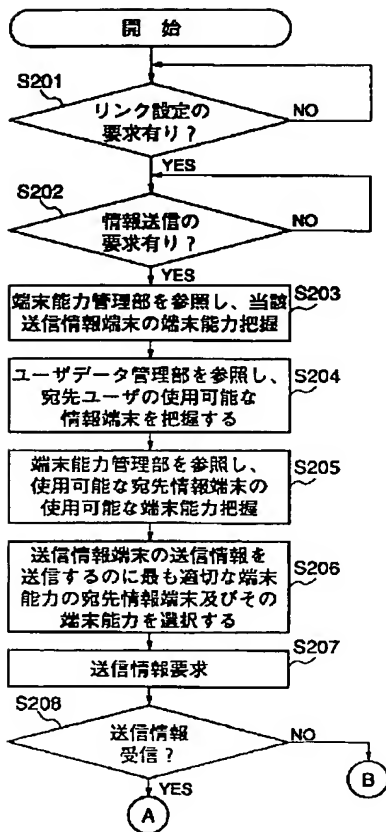 開 始
S201
リンク設定の
要求有り？
NO
YES
S202
情報送信の
要求有り？
NO
YES
S203
端末能力管理部を参照し、当該
送信情報端末の端末能力把握
S204
ユーザデータ管理部を参照し、
宛先ユーザの使用可能な
情報端末を把握する
S205
端末能力管理部を参照し、
使用可能な宛先情報端末の
使用可能な端末能力把握
S206
送信情報端末の送信情報を
送信するのに最も適切な端末
能力の宛先情報端末及びその
端末能力を選択する
S207
送信情報要求
S208
送信情報
受信？
NO
YES
B
A